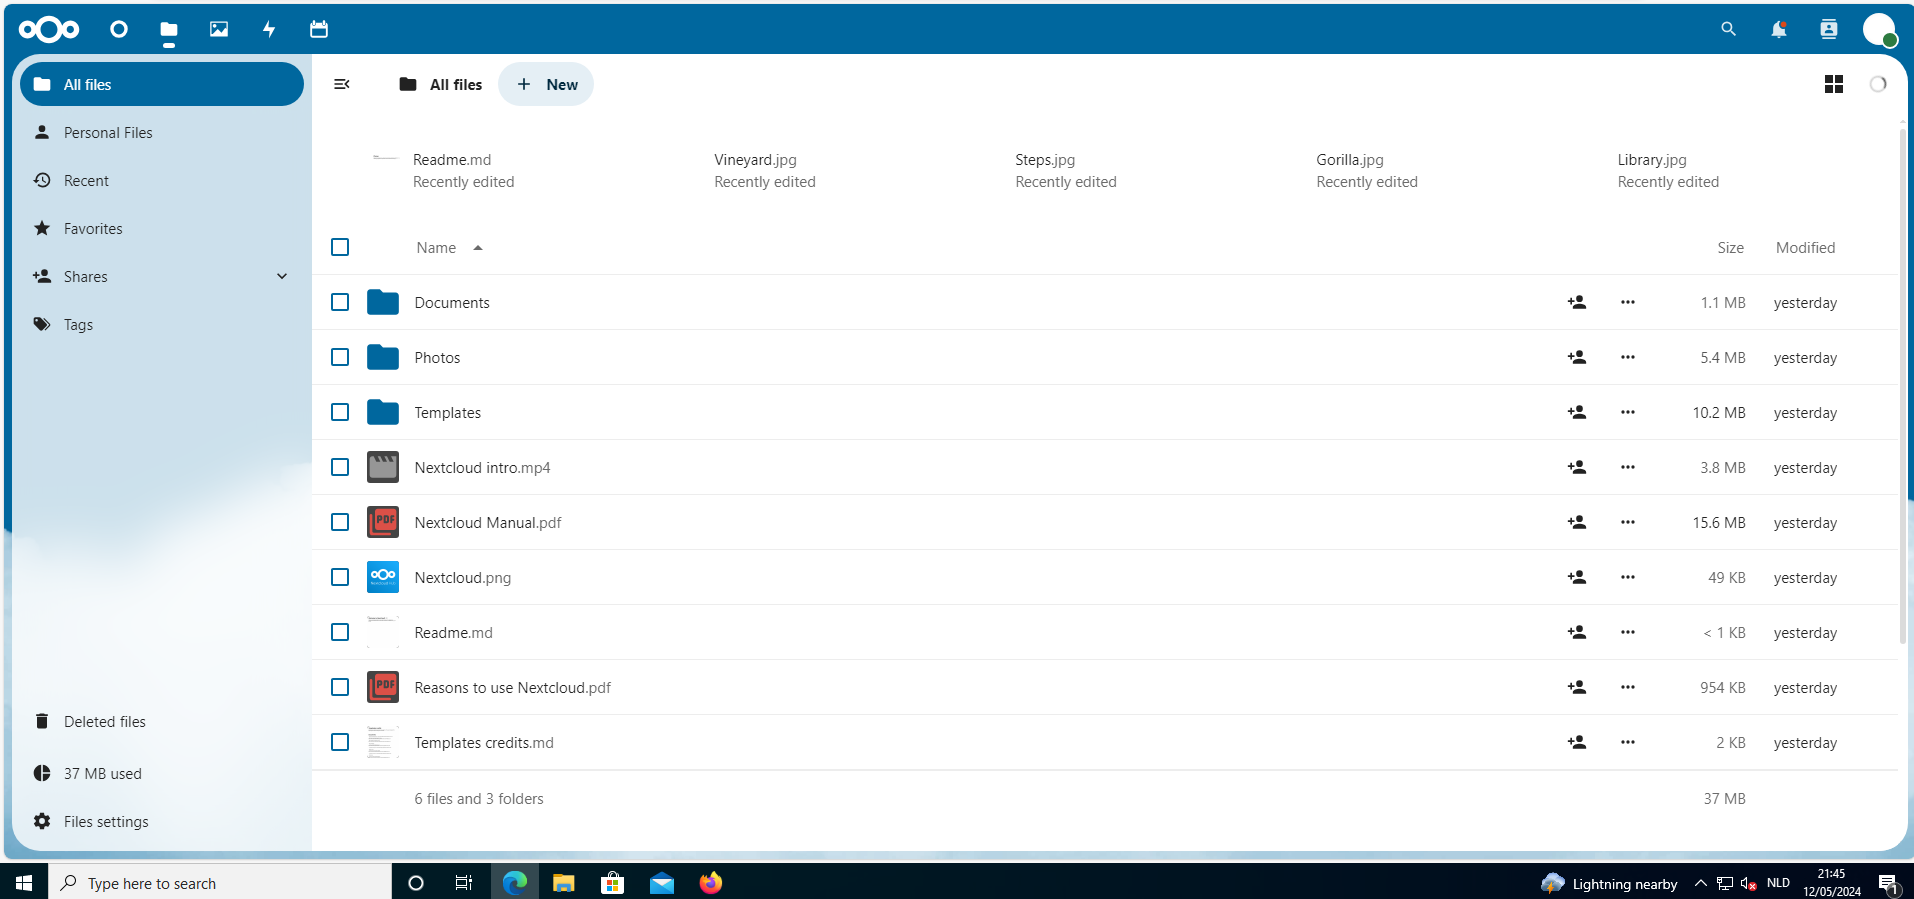 All files
Personal Files
Recent
Favorites
Shares
Tags
Deleted files
37 MB used
Files settings
All files
New
Readme.md
Recently edited
Vineyard.jpg
Recently edited
Steps.jpg
Recently edited
Gorilla.jpg
Recently edited
Library.jpg
Recently edited
Name Size Modified
Documents 1.1 MB yesterday
Photos 5.4 MB yesterday
Templates 10.2 MB yesterday
Nextcloud intro.mp4 3.8 MB yesterday
PDF Nextcloud Manual.pdf 15.6 MB yesterday
Nextcloud.png 49 KB yesterday
Readme.md < 1 KB yesterday
PDF Reasons to use Nextcloud.pdf 954 KB yesterday
Templates credits.md 2 KB yesterday
6 files and 3 folders 37 MB
Type here to search
Lightning nearby
NLD
21:45
12/05/2024
1